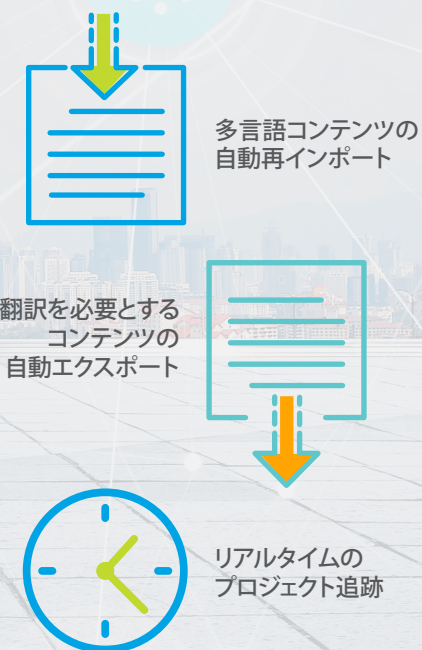 多言語コンテンツの
自動再インポート
翻訳を必要とする
コンテンツの
自動エクスポート
リアルタイムの
プロジェクト追跡